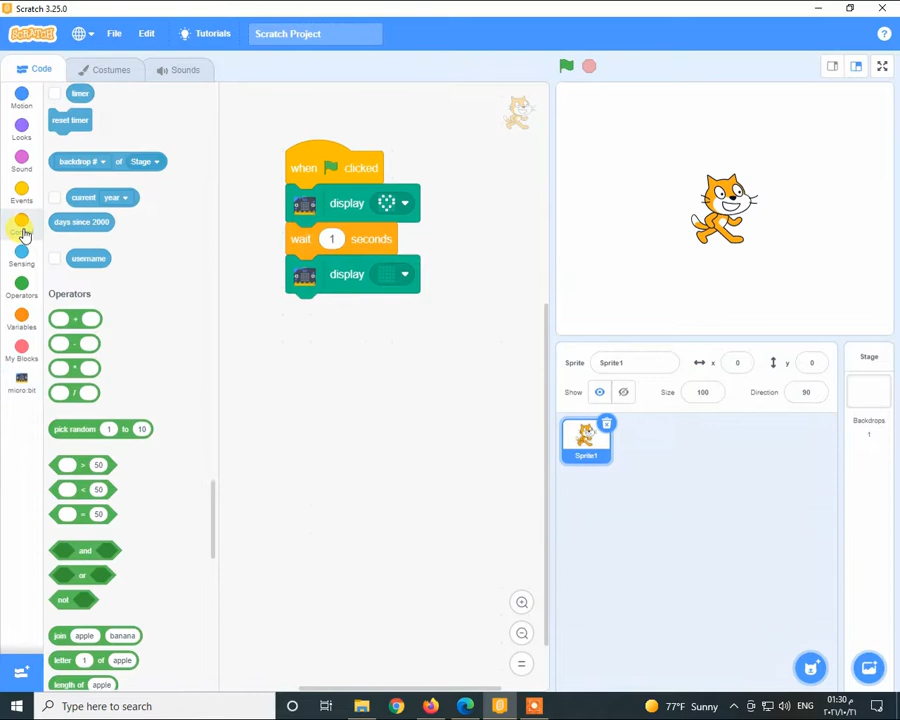 Scratch 3.25.0
SCRATCH File Edit Tutorials Scratch Project ?
Code Costumes Sounds
Motion
Looks
Sound
Events
Sensing
Operators
Variables
My Blocks
micro:bit
timer
reset timer
backdrop # of Stage
current year
days since 2000
username
Operators
+
-
*
/
pick random 1 to 10
> 50
< 50
= 50
and
or
not
join apple banana
letter 1 of apple
length of apple
when clicked
display
wait 1 seconds
display
Sprite Sprite1 x 0 y 0
Show Size 100 Direction 90
Sprite1
Stage
Backdrops
1
Type here to search
77°F Sunny
ENG
01:30 م